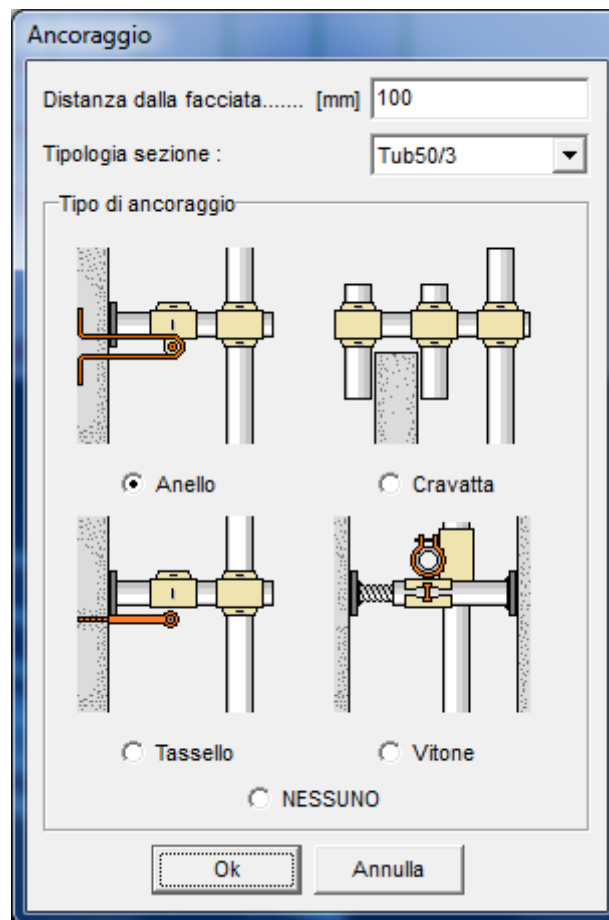 Ancoraggio
Distanza dalla facciata....... [mm] 100
Tipologia sezione : Tub50/3
Tipo di ancoraggio
Anello Cravatta
Tassello Vitone
NESSUNO
Ok Annulla